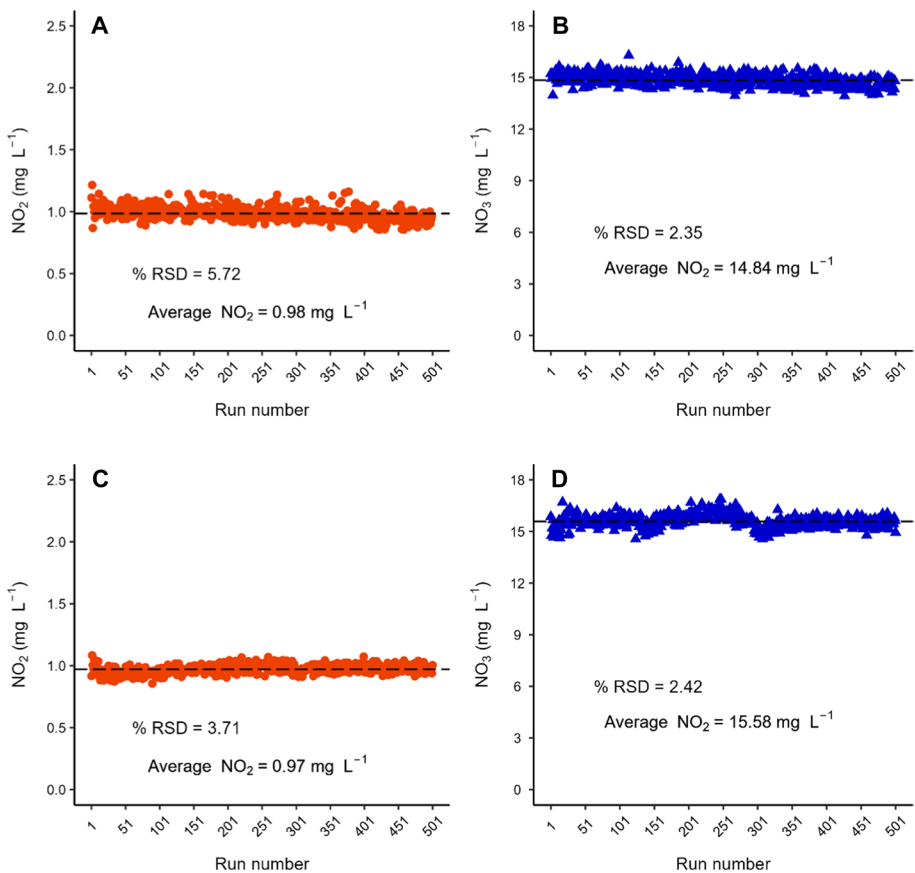 A
2.5
2.0
1.5
1.0
0.5
0.0
NO₂ (mg L⁻¹)
% RSD = 5.72
Average NO₂ = 0.98 mg L⁻¹
1 51 101 151 201 251 301 351 401 451 501
Run number
B
18
15
12
9
6
3
0
NO₃ (mg L⁻¹)
% RSD = 2.35
Average NO₂ = 14.84 mg L⁻¹
1 51 101 151 201 251 301 351 401 451 501
Run number
C
2.5
2.0
1.5
1.0
0.5
0.0
NO₂ (mg L⁻¹)
% RSD = 3.71
Average NO₂ = 0.97 mg L⁻¹
1 51 101 151 201 251 301 351 401 451 501
Run number
D
18
15
12
9
6
3
0
NO₃ (mg L⁻¹)
% RSD = 2.42
Average NO₂ = 15.58 mg L⁻¹
1 51 101 151 201 251 301 351 401 451 501
Run number